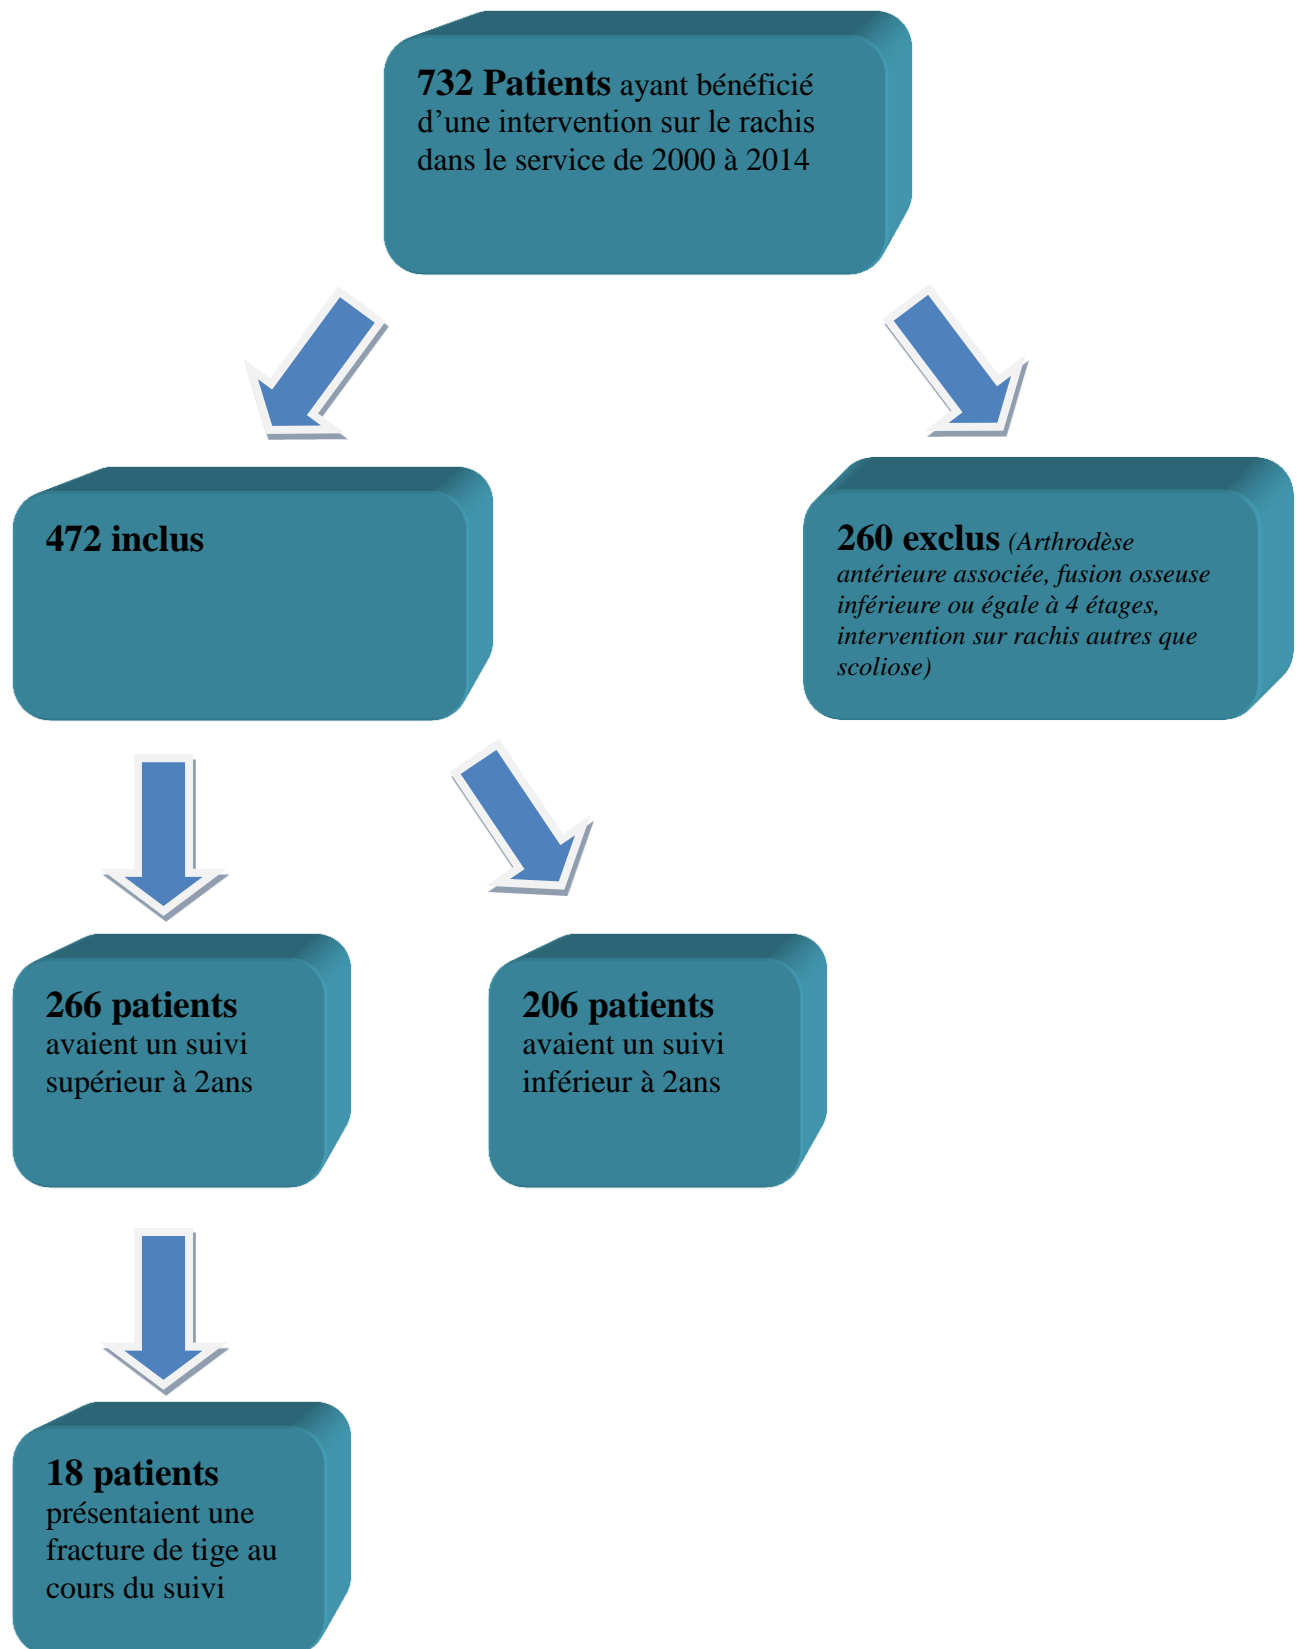 732 Patients ayant bénéficié
d’une intervention sur le rachis
dans le service de 2000 à 2014
472 inclus
260 exclus (Arthrodèse
antérieure associée, fusion osseuse
inférieure ou égale à 4 étages,
intervention sur rachis autres que
scoliose)
266 patients
avaient un suivi
supérieur à 2ans
206 patients
avaient un suivi
inférieur à 2ans
18 patients
présentaient une
fracture de tige au
cours du suivi